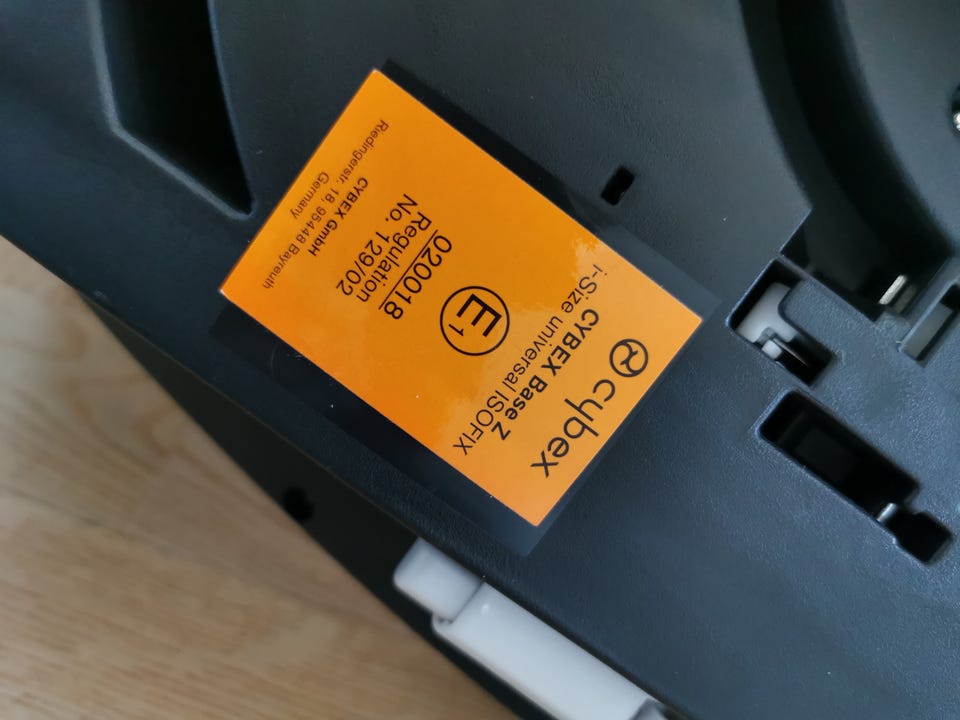 cybex
CYBEX Base Z
i-Size universal ISOFIX
E1
020018
Regulation
No. 129/02
CYBEX GmbH
Riedingerstr. 18, 95448 Bayreuth
Germany